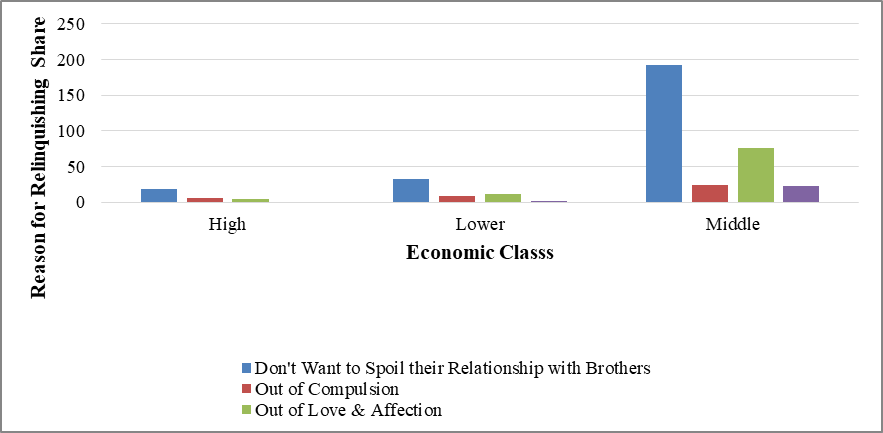 Reason for Relinquishing Share
250
200
150
100
50
0
High
Lower
Middle
Economic Classs
Don't Want to Spoil their Relationship with Brothers
Out of Compulsion
Out of Love & Affection